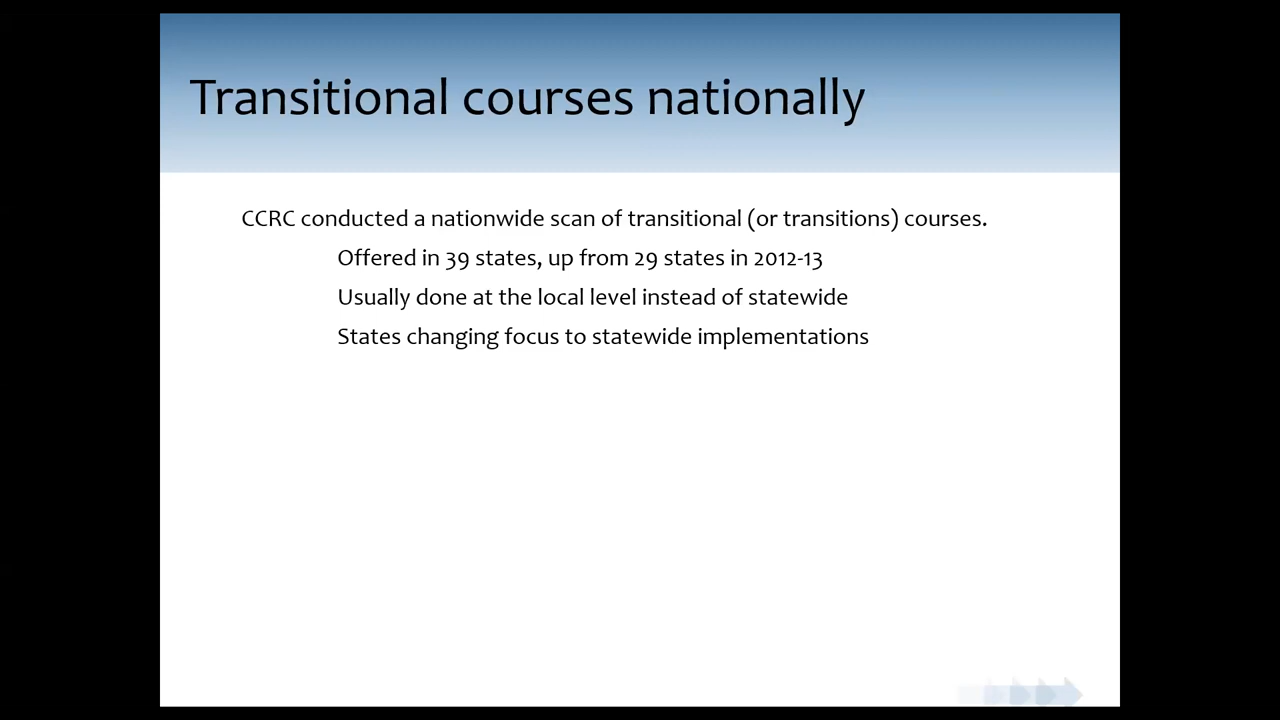 Transitional courses nationally
CCRC conducted a nationwide scan of transitional (or transitions) courses.
Offered in 39 states, up from 29 states in 2012-13
Usually done at the local level instead of statewide
States changing focus to statewide implementations